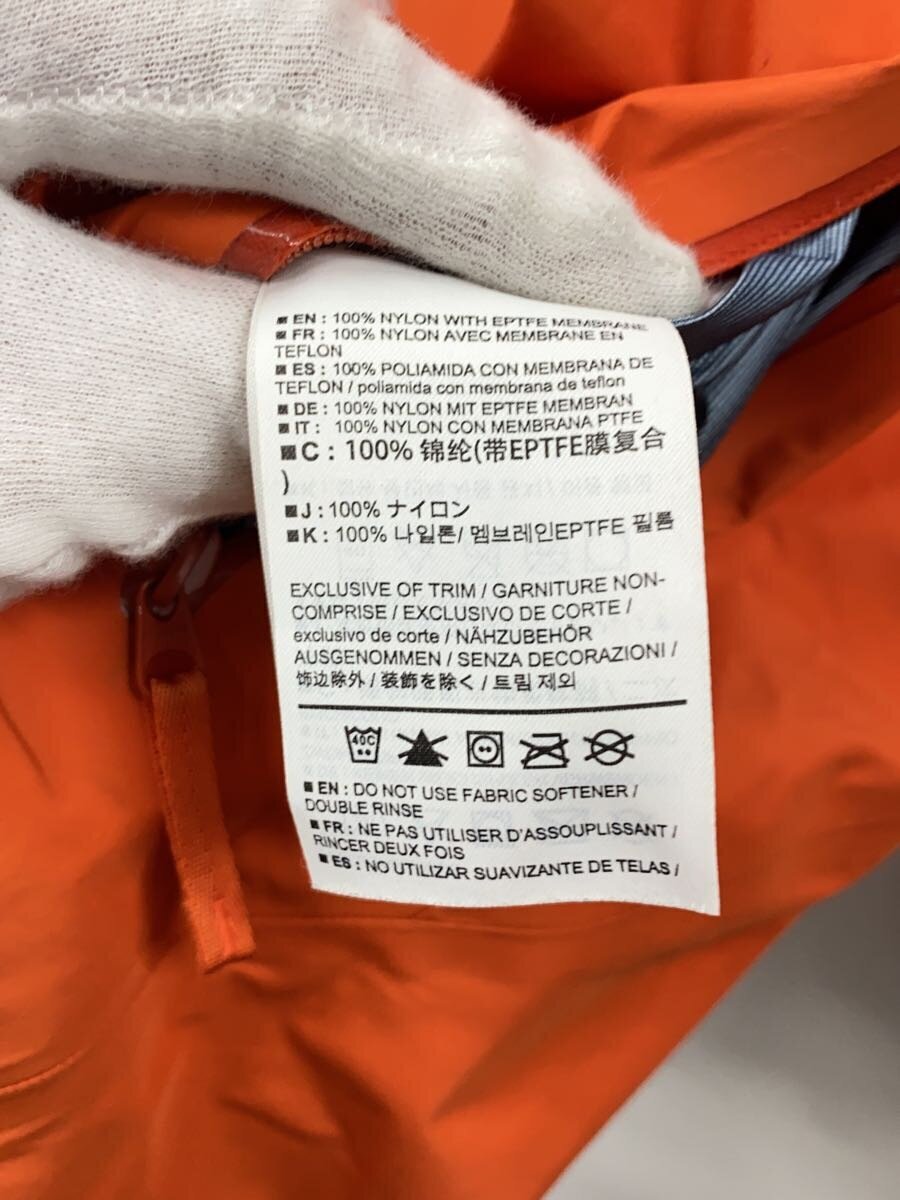 ■ EN : 100% NYLON WITH EPTFE MEMBRANE
■ FR : 100% NYLON AVEC MEMBRANE EN
TEFLON
■ ES : 100% POLIAMIDA CON MEMBRANA DE
TEFLON / poliamida con membrana de teflon
■ DE : 100% NYLON MIT EPTFE MEMBRAN
■ IT : 100% NYLON CON MEMBRANA PTFE
■ C : 100% 锦纶(带EPTFE膜复合
)
■ J : 100% ナイロン
■ K : 100% 나일론/ 멤브레인EPTFE 필름
EXCLUSIVE OF TRIM / GARNITURE NON-
COMPRISE / EXCLUSIVO DE CORTE /
exclusivo de corte / NÄHZUBEHÖR
AUSGENOMMEN / SENZA DECORAZIONI /
饰边除外 / 装飾を除く / 트림 제외
40C
■ EN : DO NOT USE FABRIC SOFTENER /
DOUBLE RINSE
■ FR : NE PAS UTILISER D'ASSOUPLISSANT /
RINCER DEUX FOIS
■ ES : NO UTILIZAR SUAVIZANTE DE TELAS /